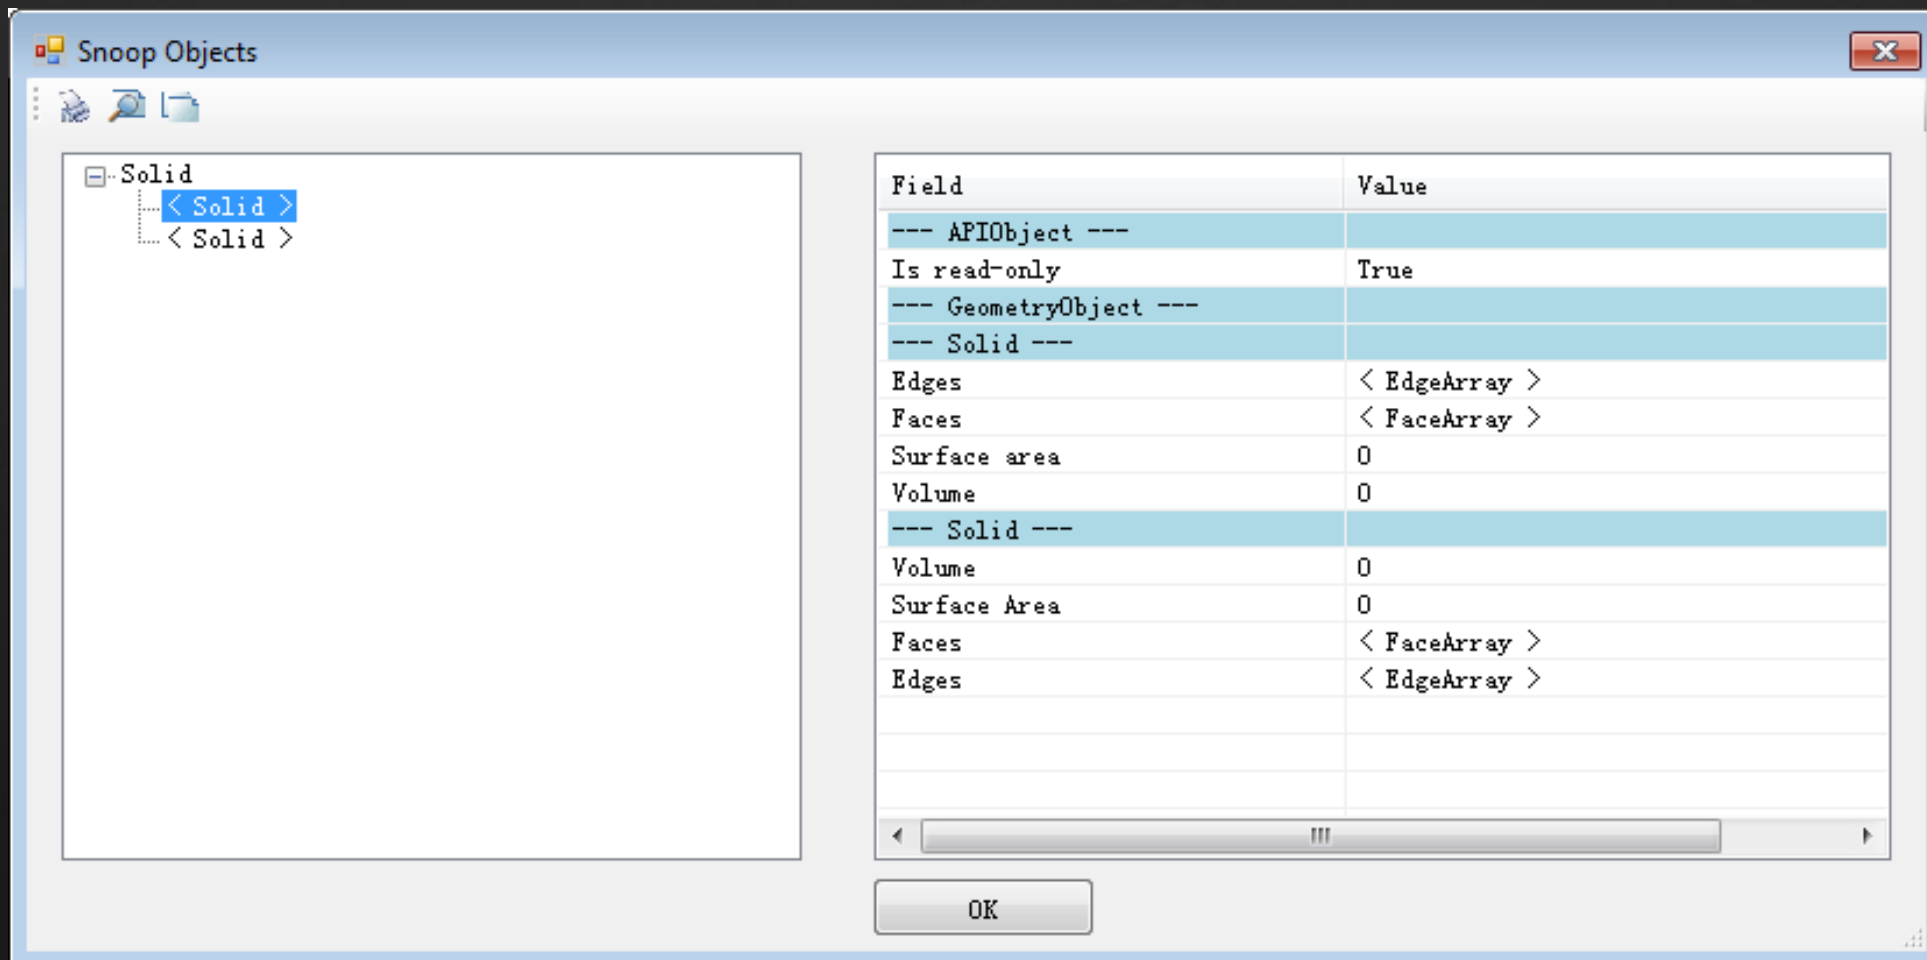 Snoop Objects
Solid
< Solid >
< Solid >
Field Value
--- APIObject ---
Is read-only True
--- GeometryObject ---
--- Solid ---
Edges < EdgeArray >
Faces < FaceArray >
Surface area 0
Volume 0
--- Solid ---
Volume 0
Surface Area 0
Faces < FaceArray >
Edges < EdgeArray >
OK